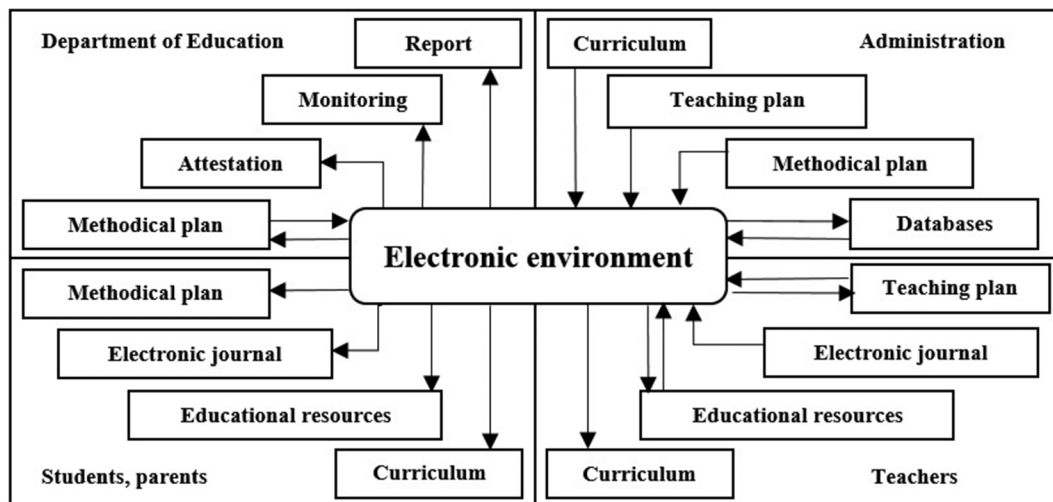 Department of Education
Report
Curriculum
Administration
Monitoring
Teaching plan
Attestation
Methodical plan
Methodical plan
Databases
Electronic environment
Methodical plan
Teaching plan
Electronic journal
Electronic journal
Educational resources
Educational resources
Students, parents
Curriculum
Curriculum
Teachers